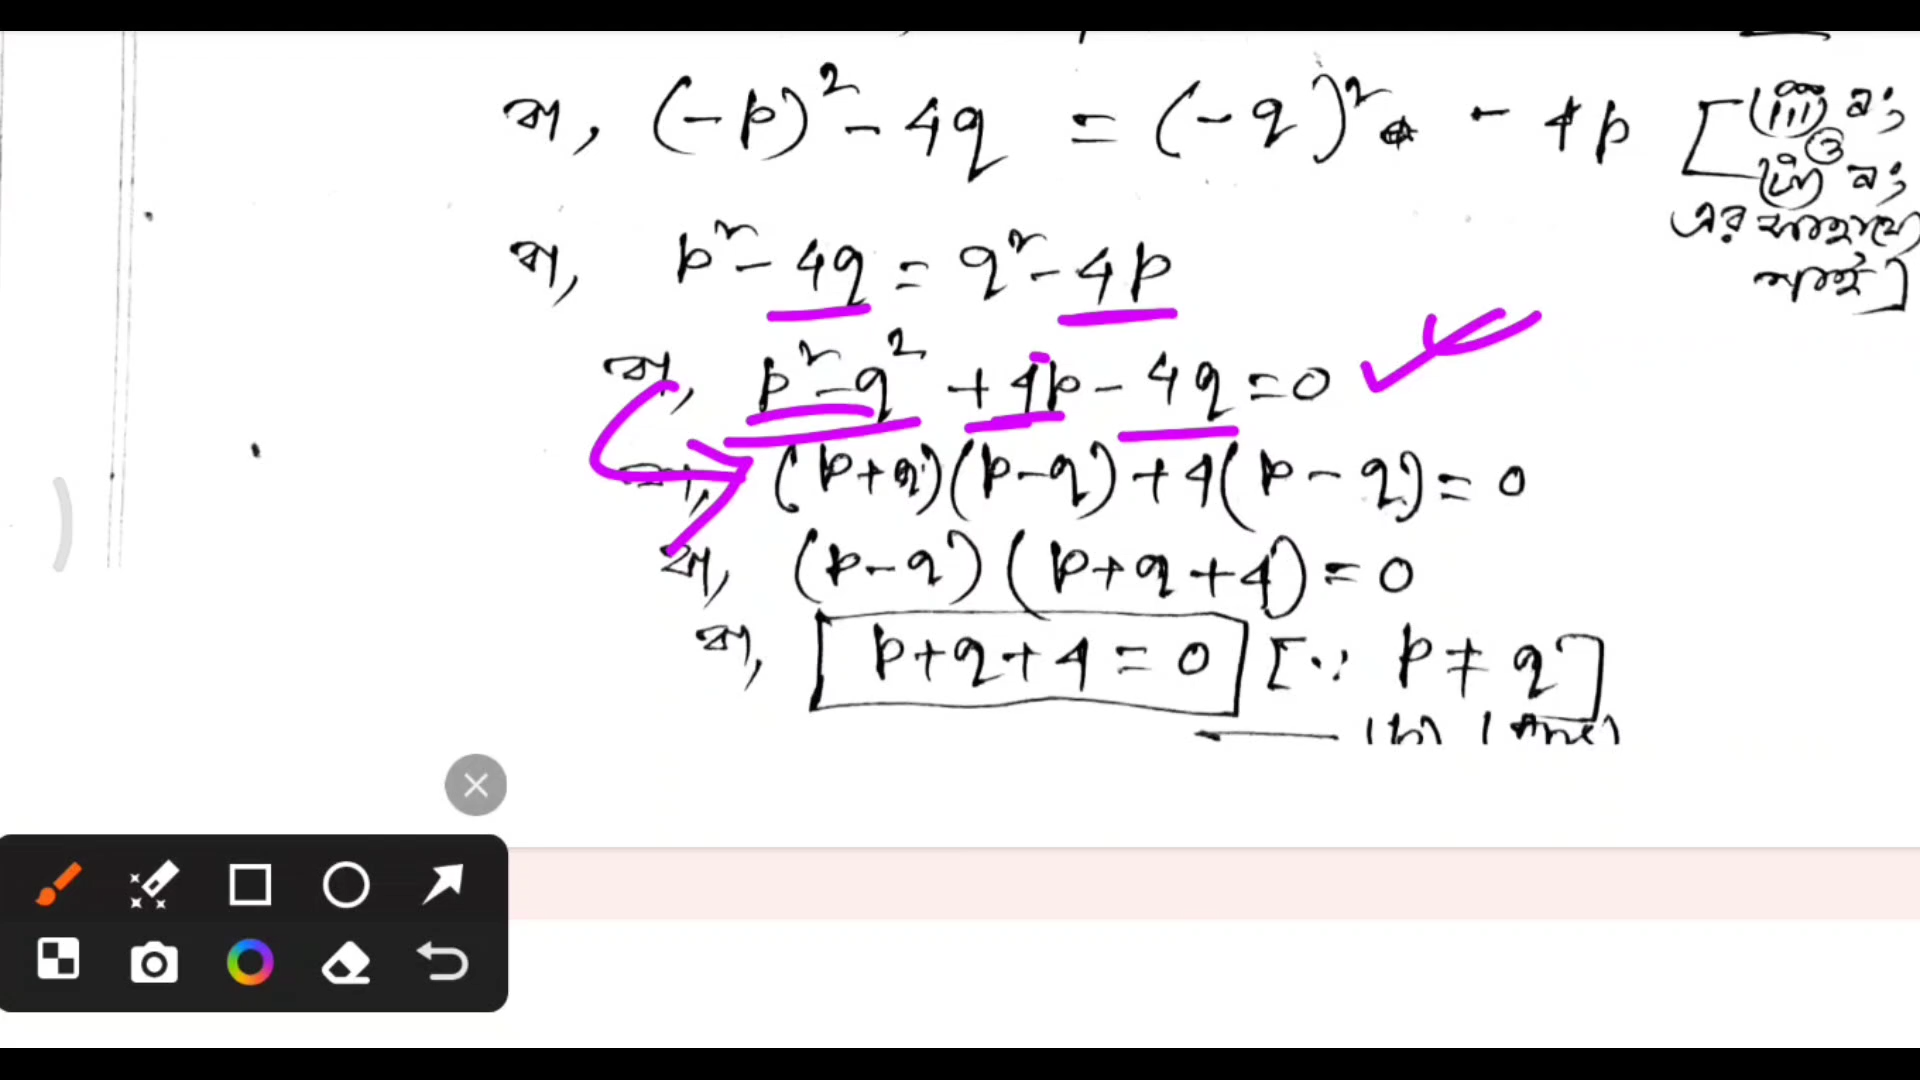 বা, (-p)² - 4q = (-q)² - 4p [(iii) নং
ও (iv) নং
এর সাহায্যে
পাই]
বা, p² - 4q = q² - 4p
বা, p² - q² + 4p - 4q = 0
বা, (p+q)(p-q) + 4(p-q) = 0
বা, (p-q)(p+q+4) = 0
বা, p+q+4 = 0 [∵ p ≠ q]